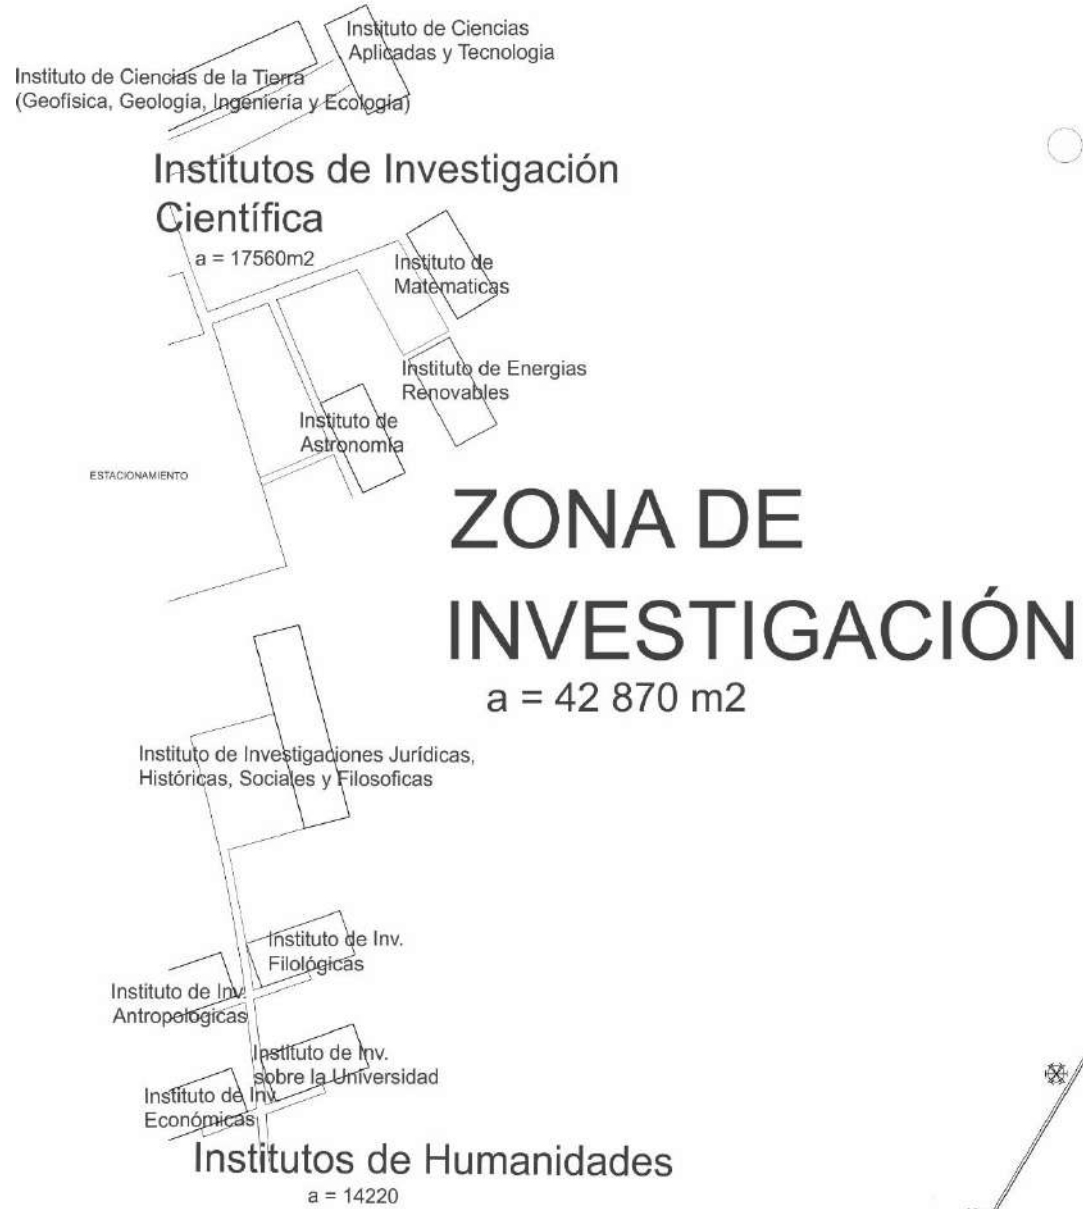 Instituto de Ciencias
Aplicadas y Tecnologia
Instituto de Ciencias de la Tierra
(Geofísica, Geología, Ingeniería y Ecología)
Institutos de Investigación
Científica
a = 17560m2
Instituto de
Matematicas
Instituto de Energias
Renovables
Instituto de
Astronomía
ESTACIONAMIENTO
ZONA DE
INVESTIGACIÓN
a = 42 870 m2
Instituto de Investigaciones Jurídicas,
Históricas, Sociales y Filosoficas
Instituto de Inv.
Filológicas
Instituto de Inv.
Antropologicas
Instituto de Inv.
sobre la Universidad
Instituto de Inv.
Económicas
Institutos de Humanidades
a = 14220